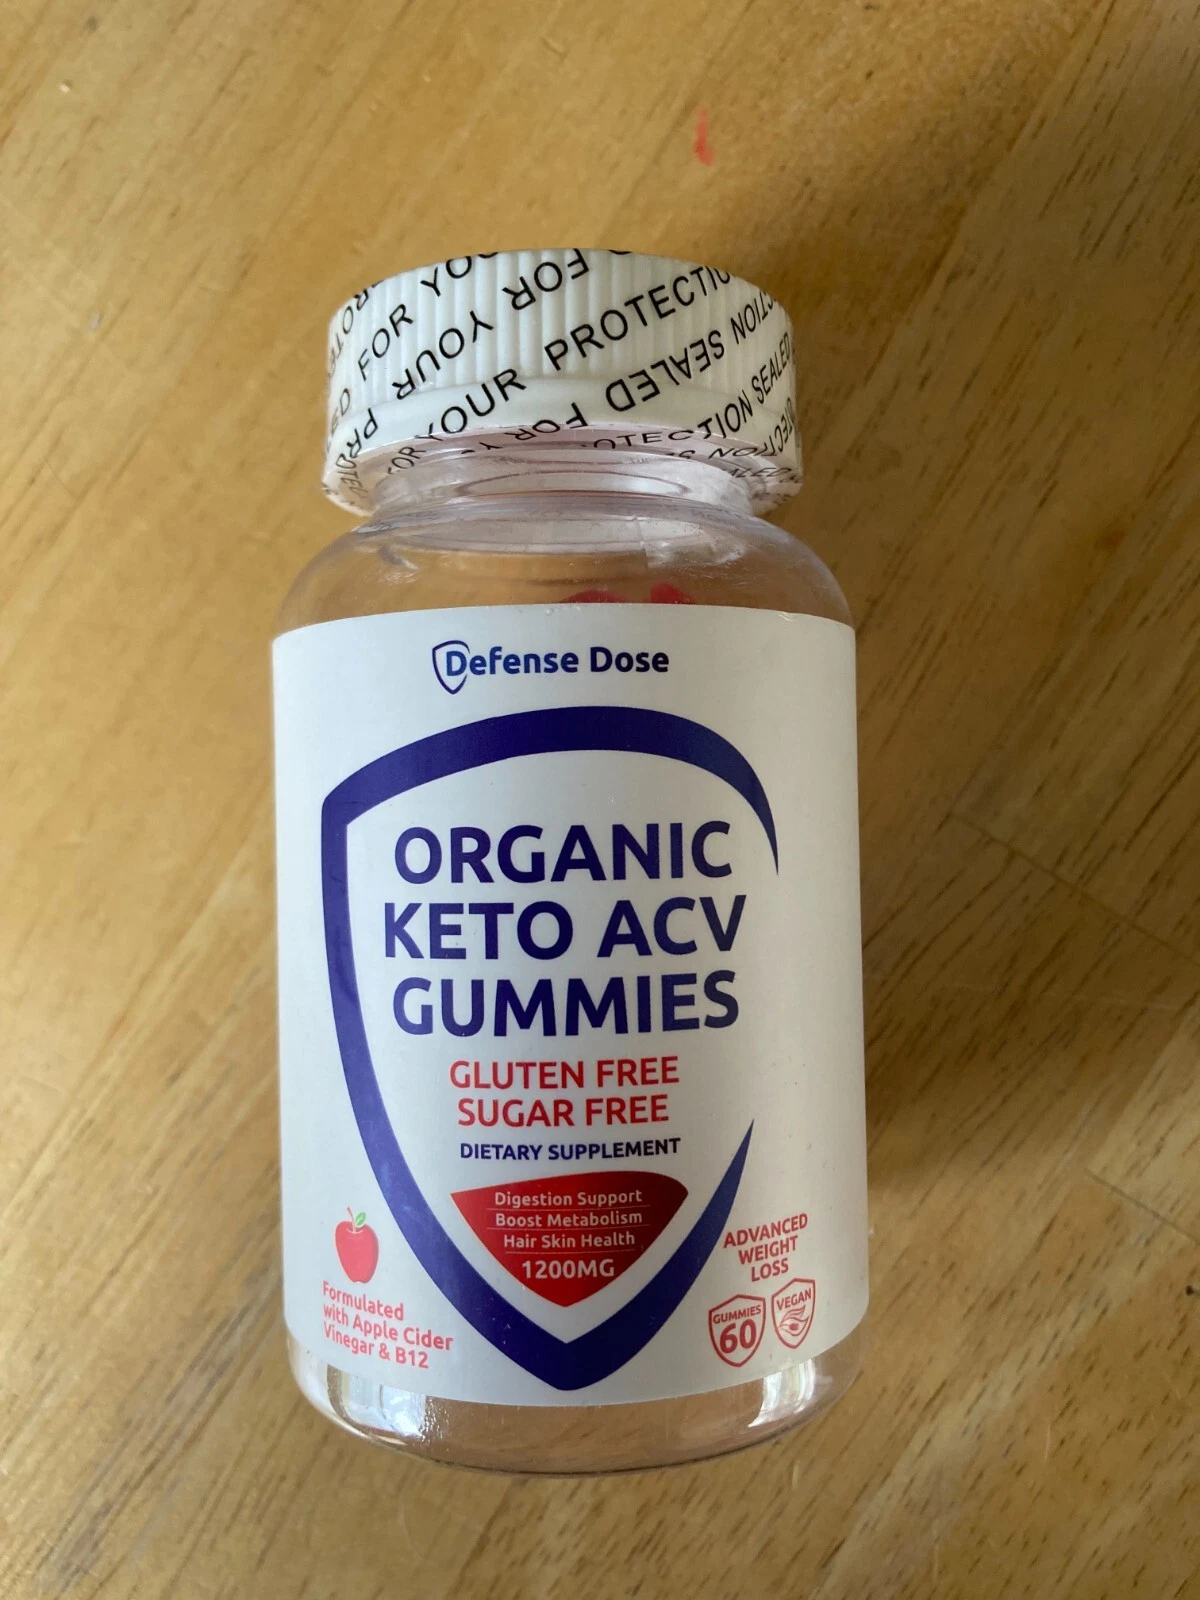 SEALED FOR YOUR PROTECTION
YOUR PROTECTION
SEALED FOR
Defense Dose
ORGANIC
KETO ACV
GUMMIES
GLUTEN FREE
SUGAR FREE
DIETARY SUPPLEMENT
Digestion Support
Boost Metabolism
Hair Skin Health
1200MG
Formulated
with Apple Cider
Vinegar & B12
ADVANCED
WEIGHT
LOSS
GUMMIES
60
VEGAN